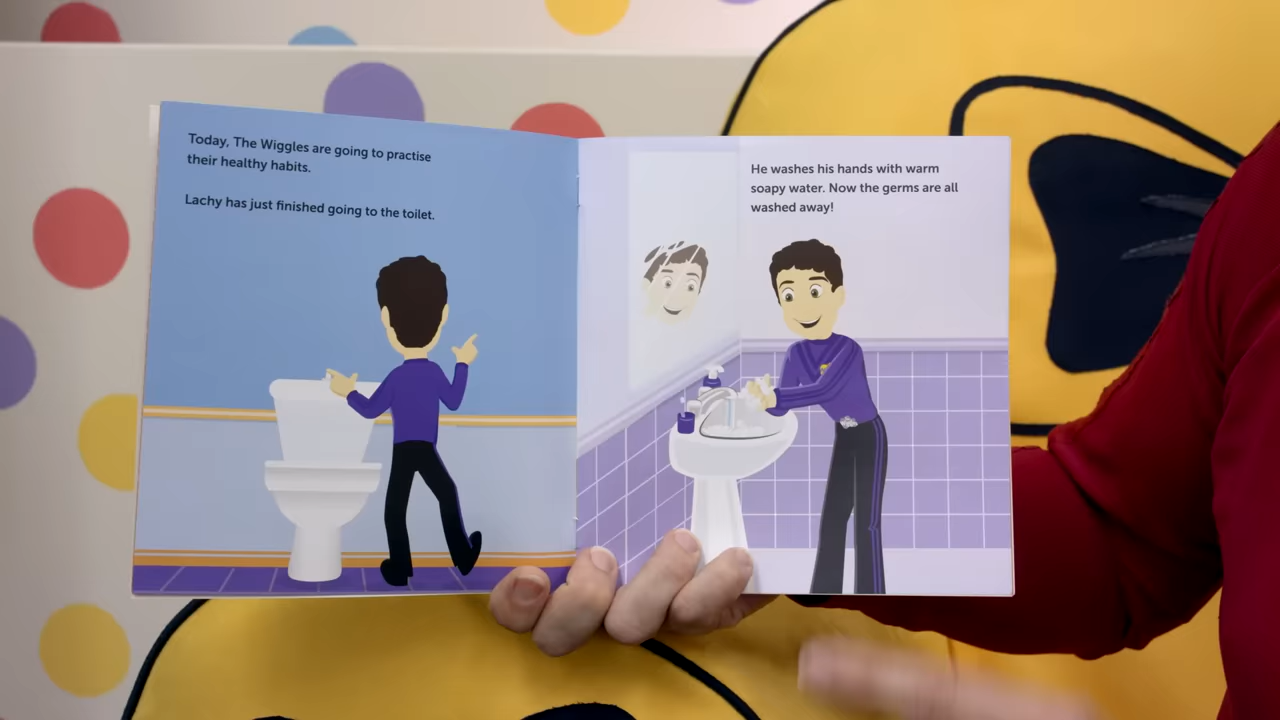 Today, The Wiggles are going to practise
their healthy habits.
Lachy has just finished going to the toilet.
He washes his hands with warm
soapy water. Now the germs are all
washed away!